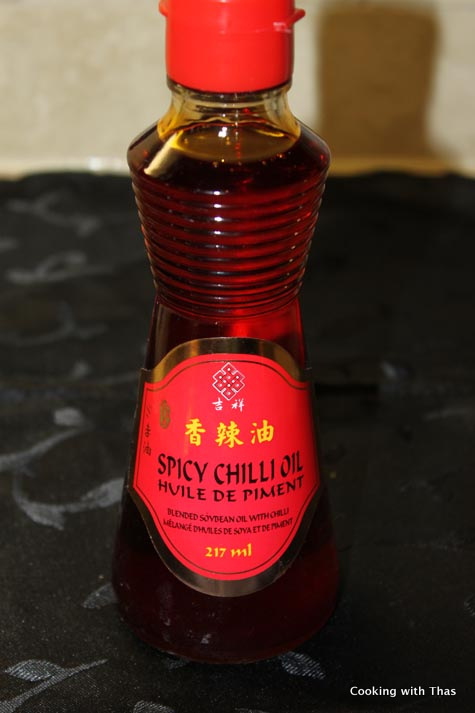 吉祥
香辣油
SPICY CHILLI OIL
HUILE DE PIMENT
BLENDED SOYBEAN OIL WITH CHILLI
MÉLANGÉ D'HUILES DE SOYA ET DE PIMENT
217 ml
Cooking with Thas